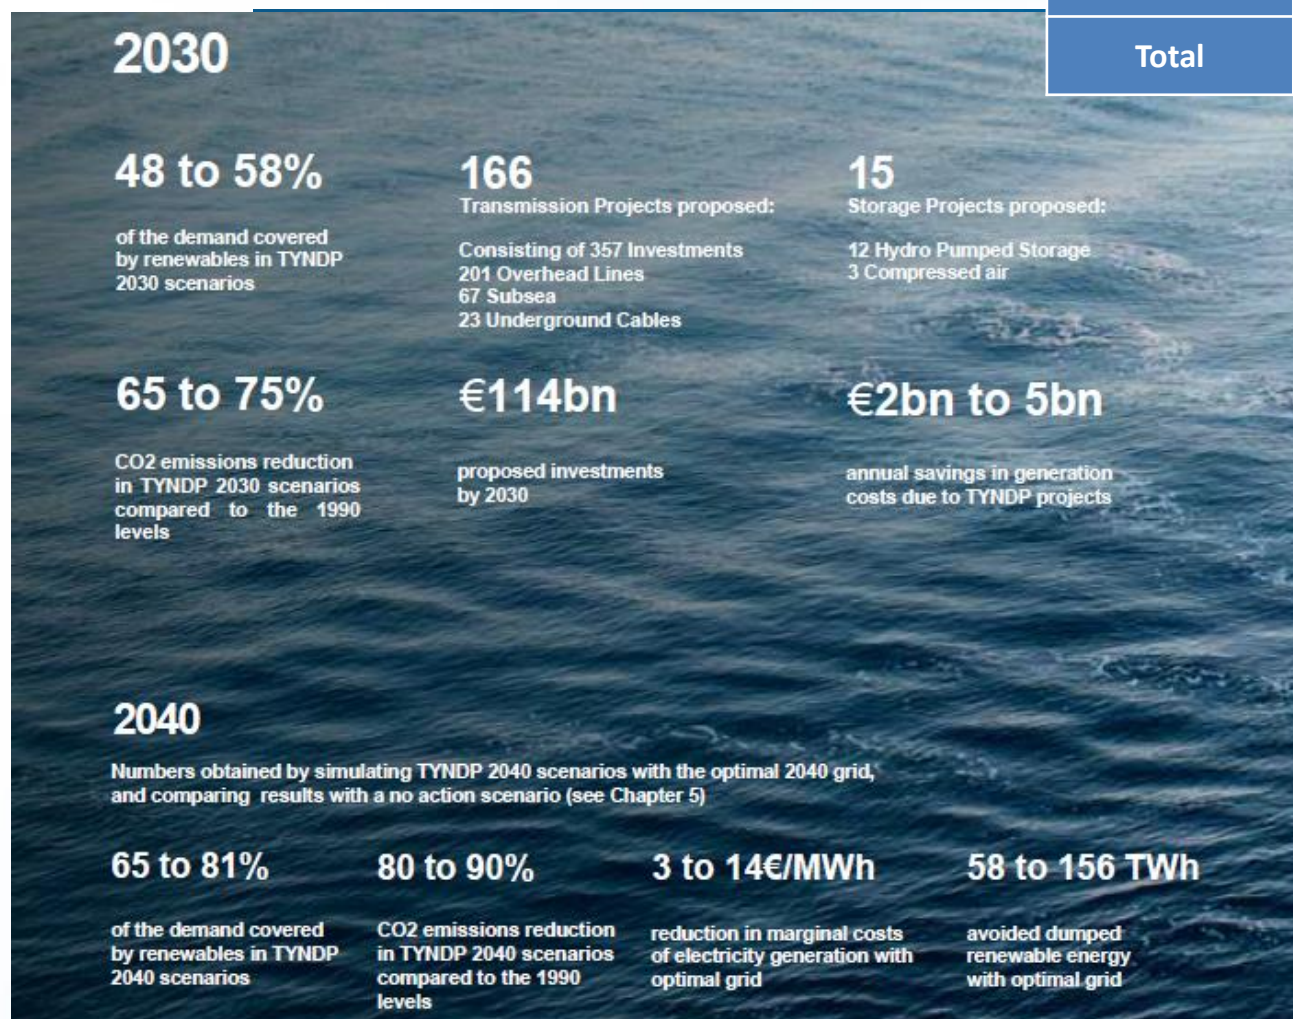 Total
2030
48 to 58%
of the demand covered
by renewables in TYNDP
2030 scenarios
166
Transmission Projects proposed:
Consisting of 357 Investments
201 Overhead Lines
67 Subsea
23 Underground Cables
15
Storage Projects proposed:
12 Hydro Pumped Storage
3 Compressed air
65 to 75%
CO2 emissions reduction
in TYNDP 2030 scenarios
compared to the 1990
levels
€114bn
proposed investments
by 2030
€2bn to 5bn
annual savings in generation
costs due to TYNDP projects
2040
Numbers obtained by simulating TYNDP 2040 scenarios with the optimal 2040 grid,
and comparing results with a no action scenario (see Chapter 5)
65 to 81%
of the demand covered
by renewables in TYNDP
2040 scenarios
80 to 90%
CO2 emissions reduction
in TYNDP 2040 scenarios
compared to the 1990
levels
3 to 14€/MWh
reduction in marginal costs
of electricity generation with
optimal grid
58 to 156 TWh
avoided dumped
renewable energy
with optimal grid